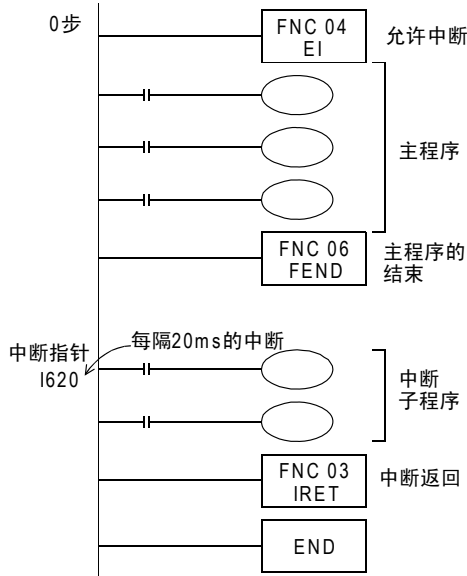 0步
FNC 04
EI
允许中断
主程序
FNC 06
FEND
主程序的
结束
中断指针
I620
每隔20ms的中断
中断
子程序
FNC 03
IRET
中断返回
END